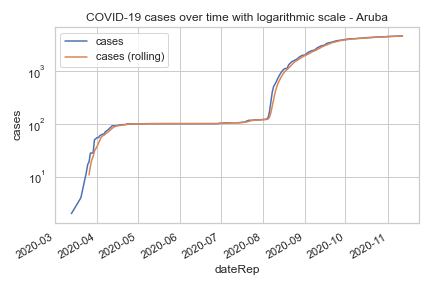 COVID-19 cases over time with logarithmic scale - Aruba
cases
cases (rolling)
10³
10²
10¹
cases
2020-03
2020-04
2020-05
2020-06
2020-07
2020-08
2020-09
2020-10
2020-11
dateRep